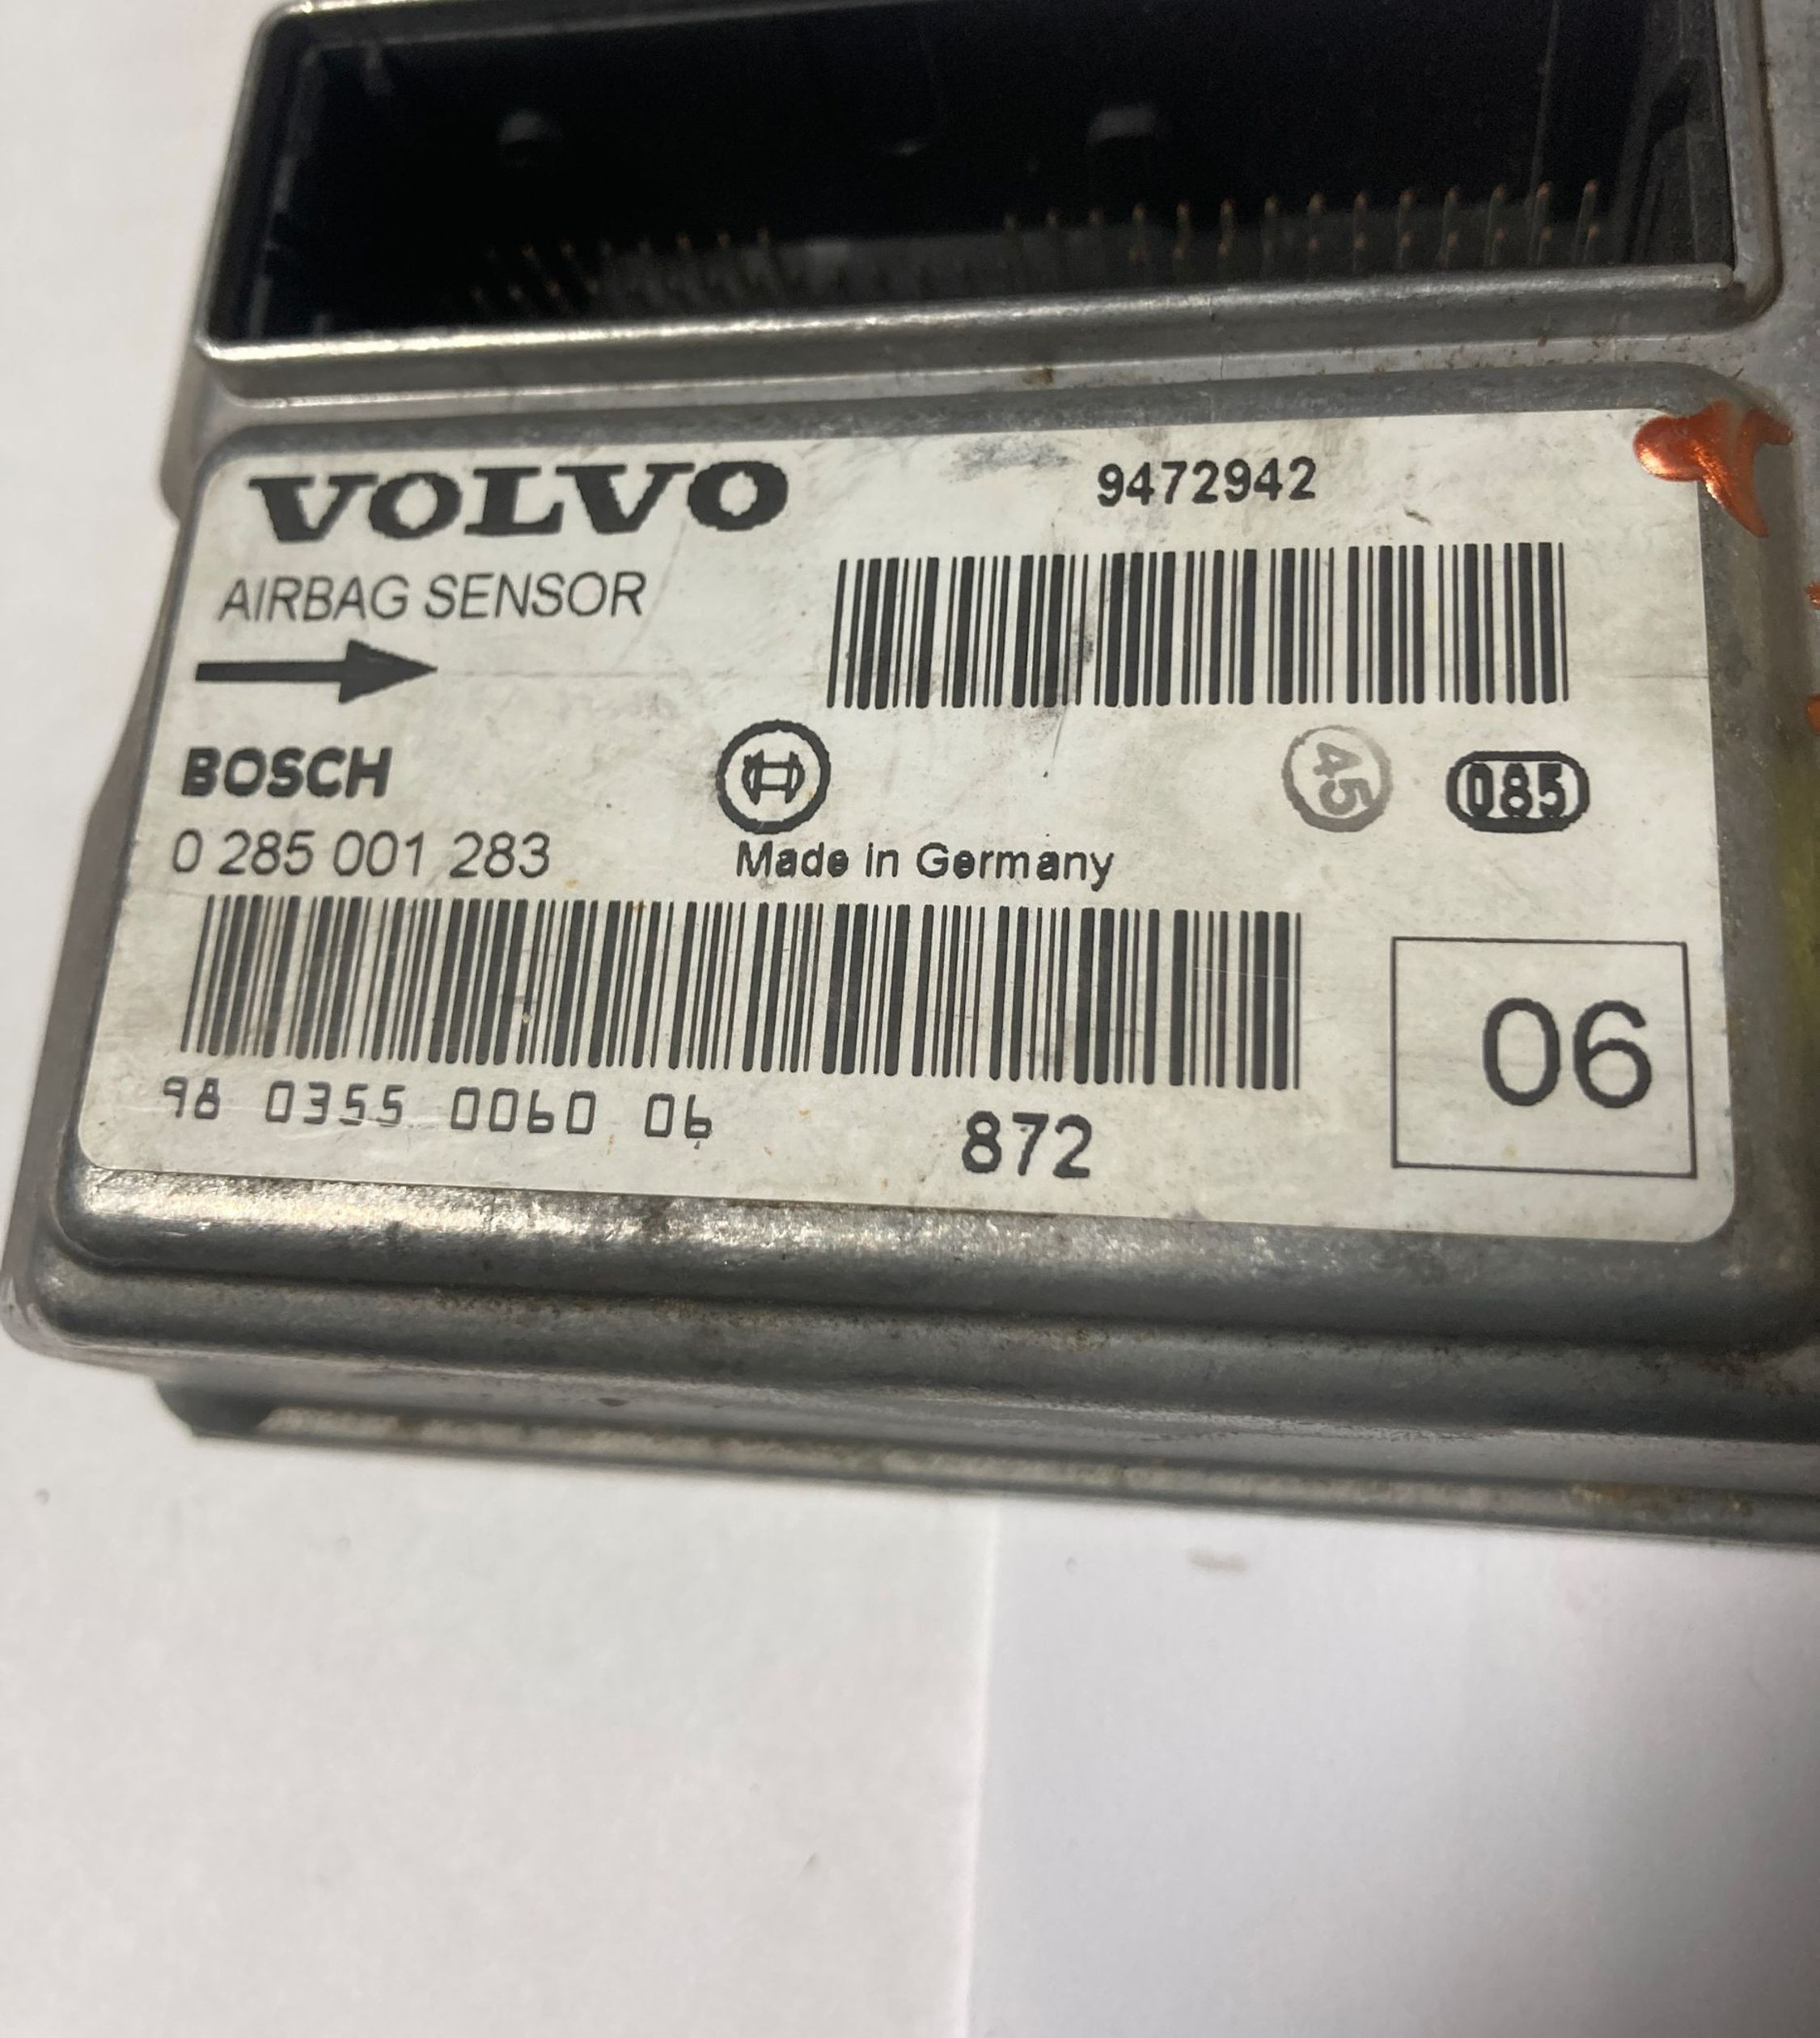 VOLVO
9472942
AIRBAG SENSOR
BOSCH
45
085
0 285 001 283
Made in Germany
06
98 0355 0060 06
872